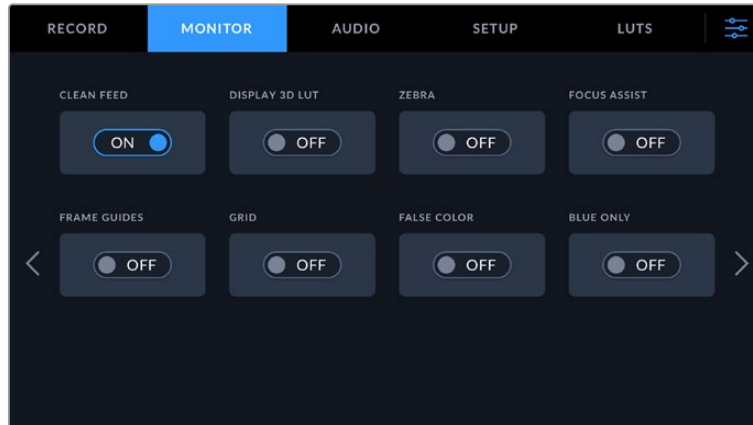 RECORD MONITOR AUDIO SETUP LUTS
CLEAN FEED DISPLAY 3D LUT ZEBRA FOCUS ASSIST
ON OFF OFF OFF
FRAME GUIDES GRID FALSE COLOR BLUE ONLY
OFF OFF OFF OFF